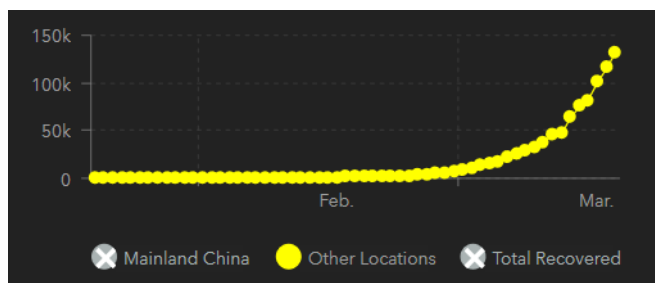 150k
100k
50k
0
Feb. Mar.
Mainland China Other Locations Total Recovered